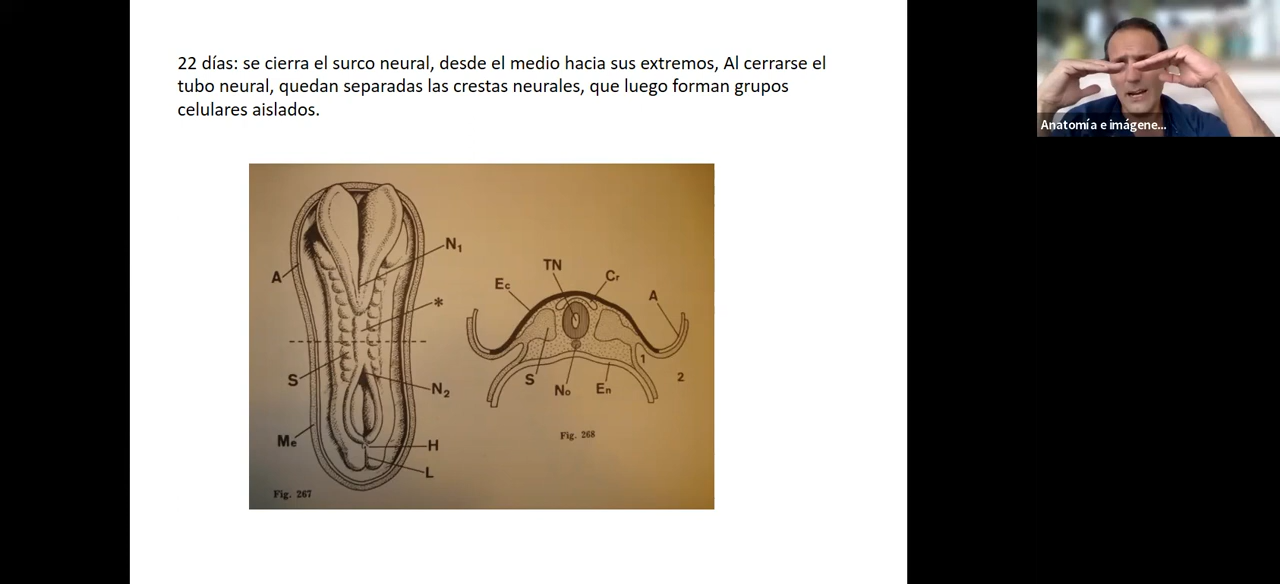 22 días: se cierra el surco neural, desde el medio hacia sus extremos, Al cerrarse el
tubo neural, quedan separadas las crestas neurales, que luego forman grupos
celulares aislados.
Anatomía e imágene...
N₁
A
*
S
N₂
Me
H
L
Fig. 267
TN
Ec
Cr
A
1
2
S
No
En
Fig. 268